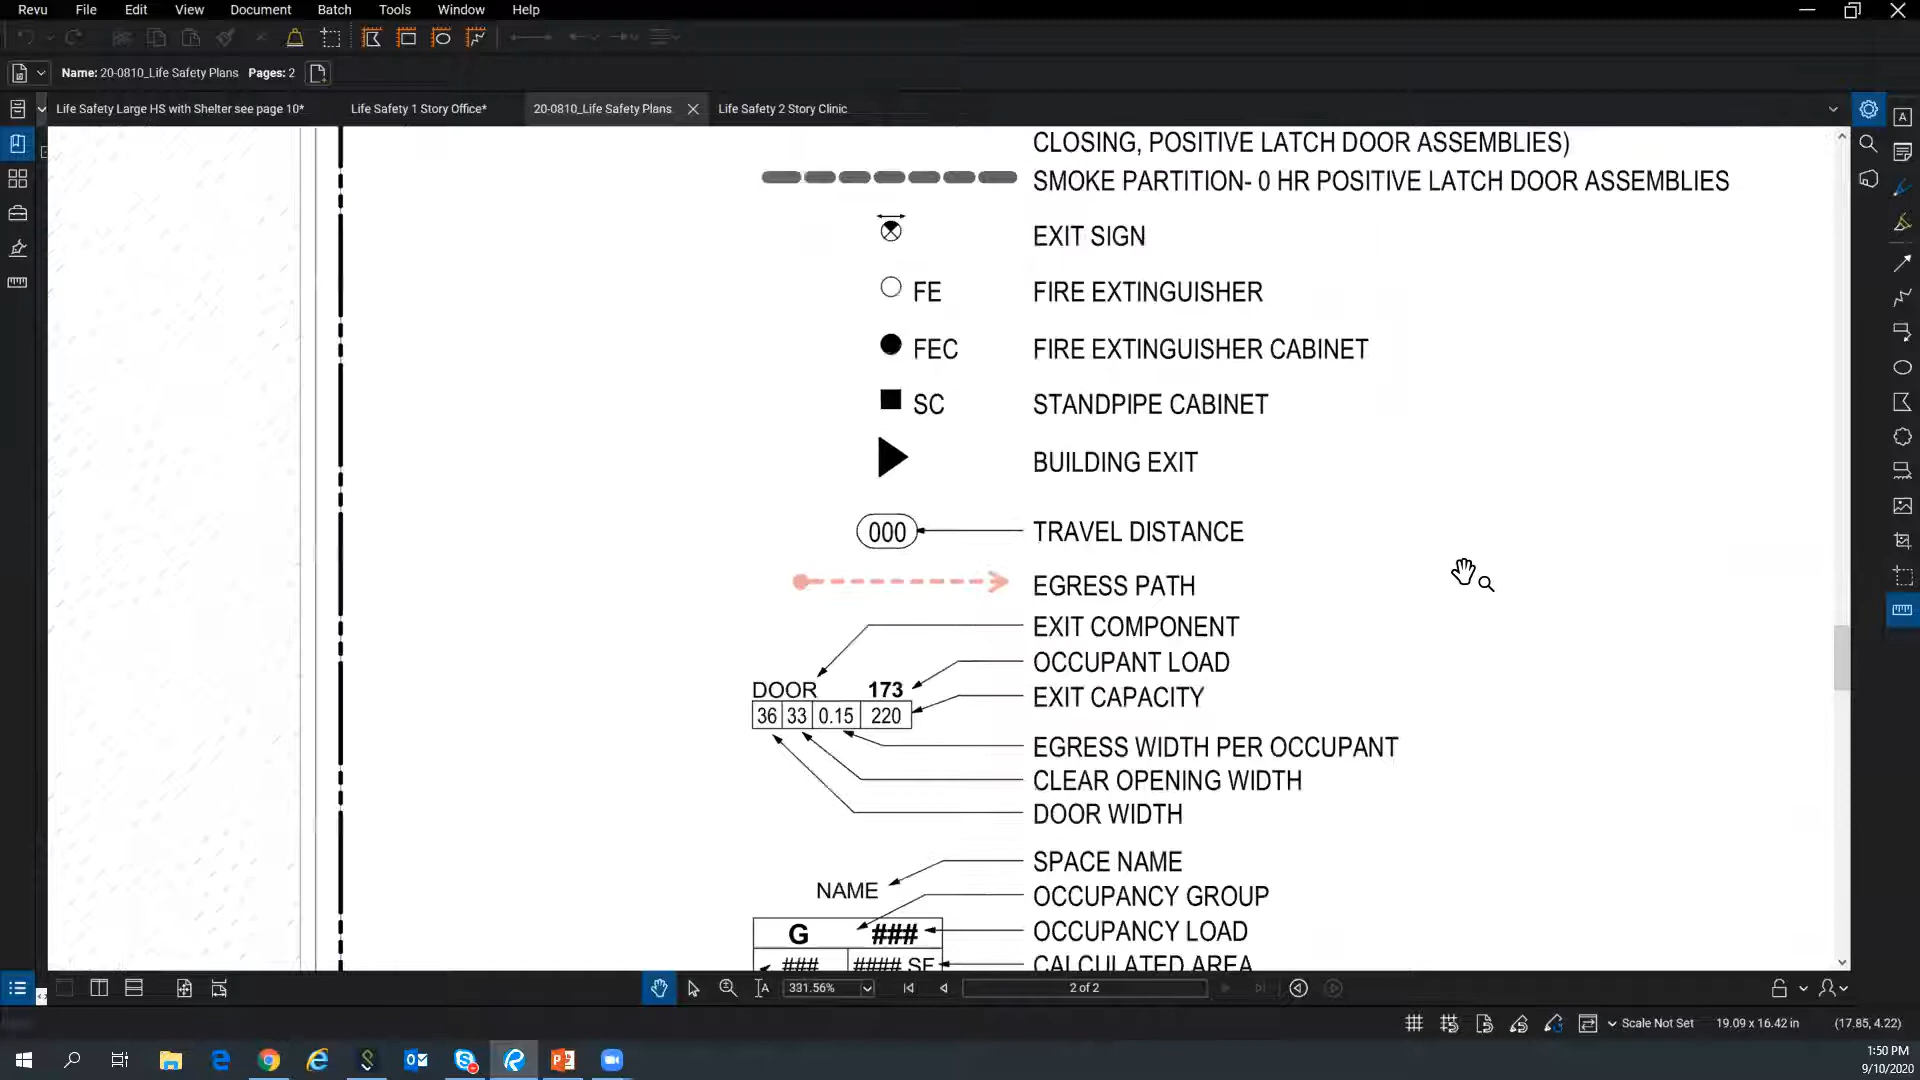 Revu File Edit View Document Batch Tools Window Help
Name: 20-0810_Life Safety Plans Pages: 2
Life Safety Large HS with Shelter see page 10* Life Safety 1 Story Office* 20-0810_Life Safety Plans Life Safety 2 Story Clinic
CLOSING, POSITIVE LATCH DOOR ASSEMBLIES)
SMOKE PARTITION- 0 HR POSITIVE LATCH DOOR ASSEMBLIES
EXIT SIGN
FE FIRE EXTINGUISHER
FEC FIRE EXTINGUISHER CABINET
SC STANDPIPE CABINET
BUILDING EXIT
000 TRAVEL DISTANCE
EGRESS PATH
EXIT COMPONENT
OCCUPANT LOAD
DOOR 173
EXIT CAPACITY
36 33 0.15 220
EGRESS WIDTH PER OCCUPANT
CLEAR OPENING WIDTH
DOOR WIDTH
SPACE NAME
NAME
OCCUPANCY GROUP
G ### OCCUPANCY LOAD
### #### SF CALCULATED AREA
331.56% 2 of 2
Scale Not Set 19.09 x 16.42 in (17.85, 4.22)
1:50 PM
9/10/2020